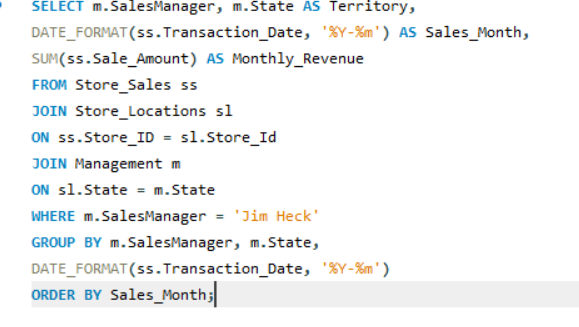 SELECT m.SalesManager, m.State AS Territory,
DATE_FORMAT(ss.Transaction_Date, '%Y-%m') AS Sales_Month,
SUM(ss.Sale_Amount) AS Monthly_Revenue
FROM Store_Sales ss
JOIN Store_Locations sl
ON ss.Store_ID = sl.Store_Id
JOIN Management m
ON sl.State = m.State
WHERE m.SalesManager = 'Jim Heck'
GROUP BY m.SalesManager, m.State,
DATE_FORMAT(ss.Transaction_Date, '%Y-%m')
ORDER BY Sales_Month;